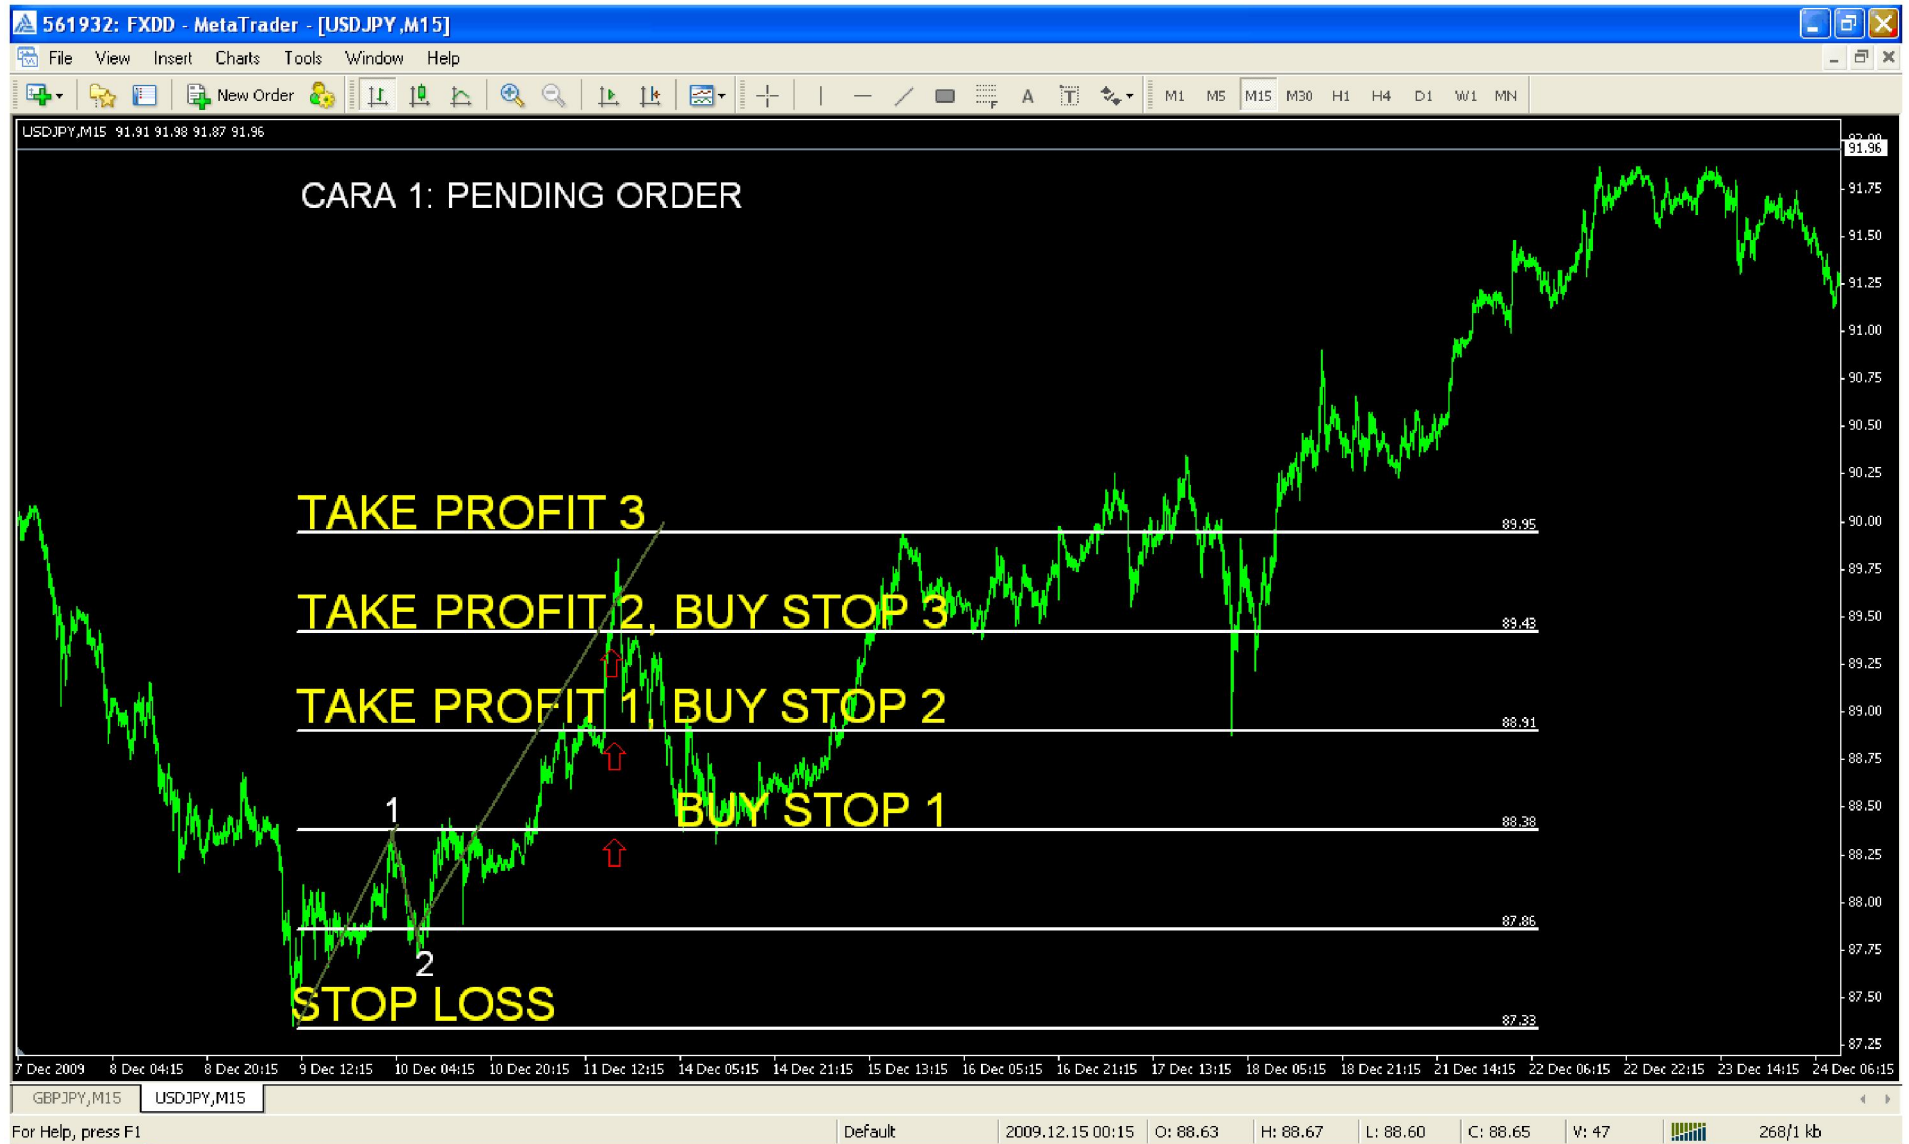 561932: FXDD - MetaTrader - [USDJPY,M15]
File View Insert Charts Tools Window Help
New Order A T M1 M5 M15 M30 H1 H4 D1 W1 MN
USDJPY,M15 91.91 91.98 91.87 91.96
92.00
91.96
CARA 1: PENDING ORDER
91.75
91.50
91.25
91.00
90.75
90.50
90.25
TAKE PROFIT 3
89.95
90.00
89.75
TAKE PROFIT 2, BUY STOP 3
89.43
89.50
89.25
TAKE PROFIT 1, BUY STOP 2
88.91
89.00
88.75
1
BUY STOP 1
88.38
88.50
88.25
88.00
87.86
2
87.75
STOP LOSS
87.50
87.33
87.25
7 Dec 2009 8 Dec 04:15 8 Dec 20:15 9 Dec 12:15 10 Dec 04:15 10 Dec 20:15 11 Dec 12:15 14 Dec 05:15 14 Dec 21:15 15 Dec 13:15 16 Dec 05:15 16 Dec 21:15 17 Dec 13:15 18 Dec 05:15 18 Dec 21:15 21 Dec 14:15 22 Dec 06:15 22 Dec 22:15 23 Dec 14:15 24 Dec 06:15
GBPJPY,M15 USDJPY,M15
For Help, press F1 Default 2009.12.15 00:15 O: 88.63 H: 88.67 L: 88.60 C: 88.65 V: 47 268/1 kb